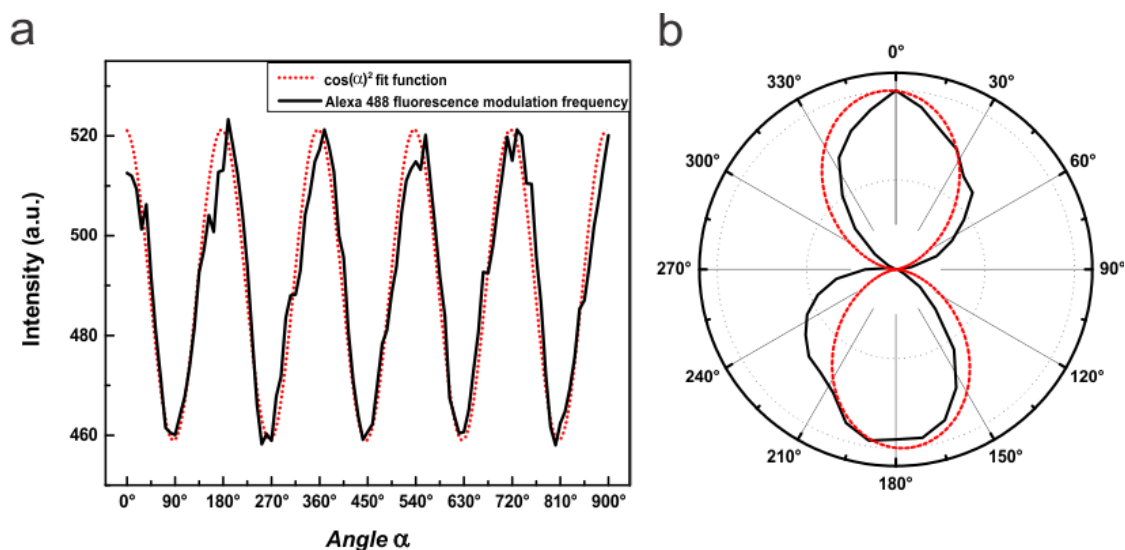 a
cos(α)² fit function
Alexa 488 fluorescence modulation frequency
520
500
480
460
Intensity (a.u.)
0° 90° 180° 270° 360° 450° 540° 630° 720° 810° 900°
Angle α
b
0°
330° 30°
300° 60°
270° 90°
240° 120°
210° 150°
180°